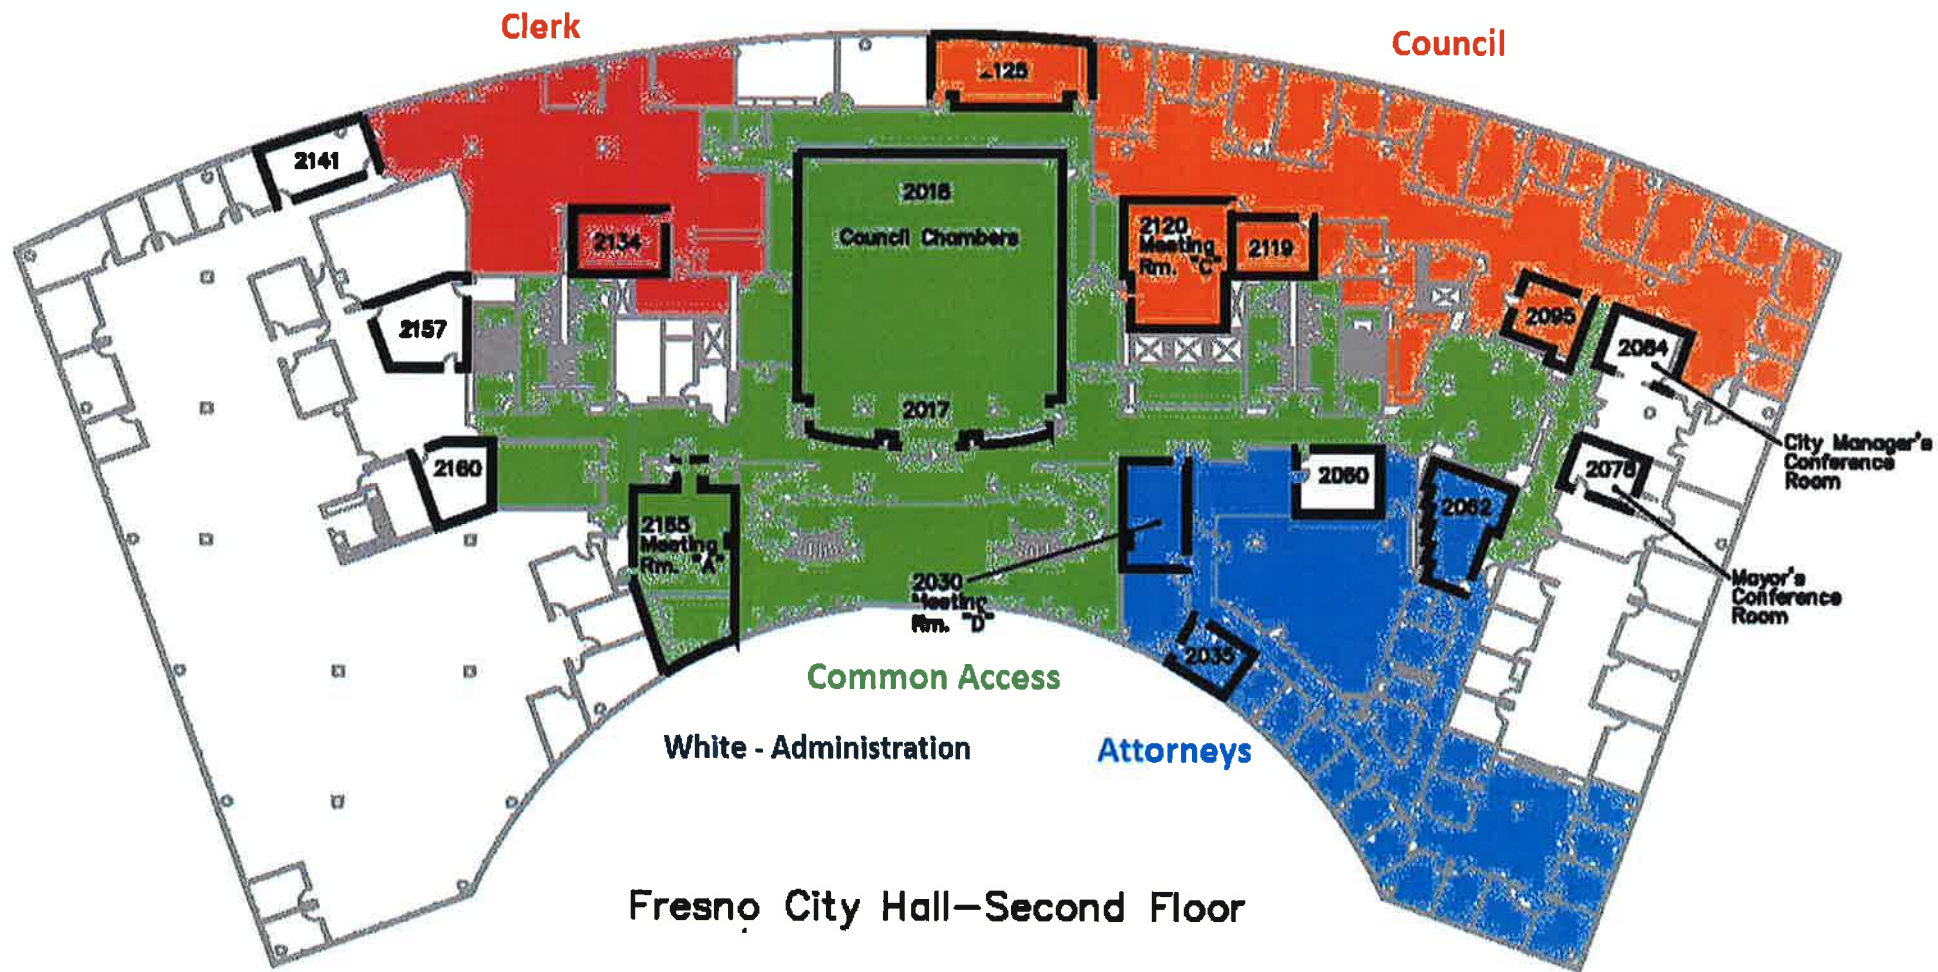 Clerk
Council
2125
2141
2018
Council Chambers
2134
2120
Meeting
Rm. "C"
2119
2095
2157
2084
2017
City Manager's
Conference
Room
2160
2060
2078
2062
2165
Meeting
Rm. "A"
2030
Meeting
Rm. "D"
Mayor's
Conference
Room
2035
Common Access
White - Administration
Attorneys
Fresno City Hall-Second Floor